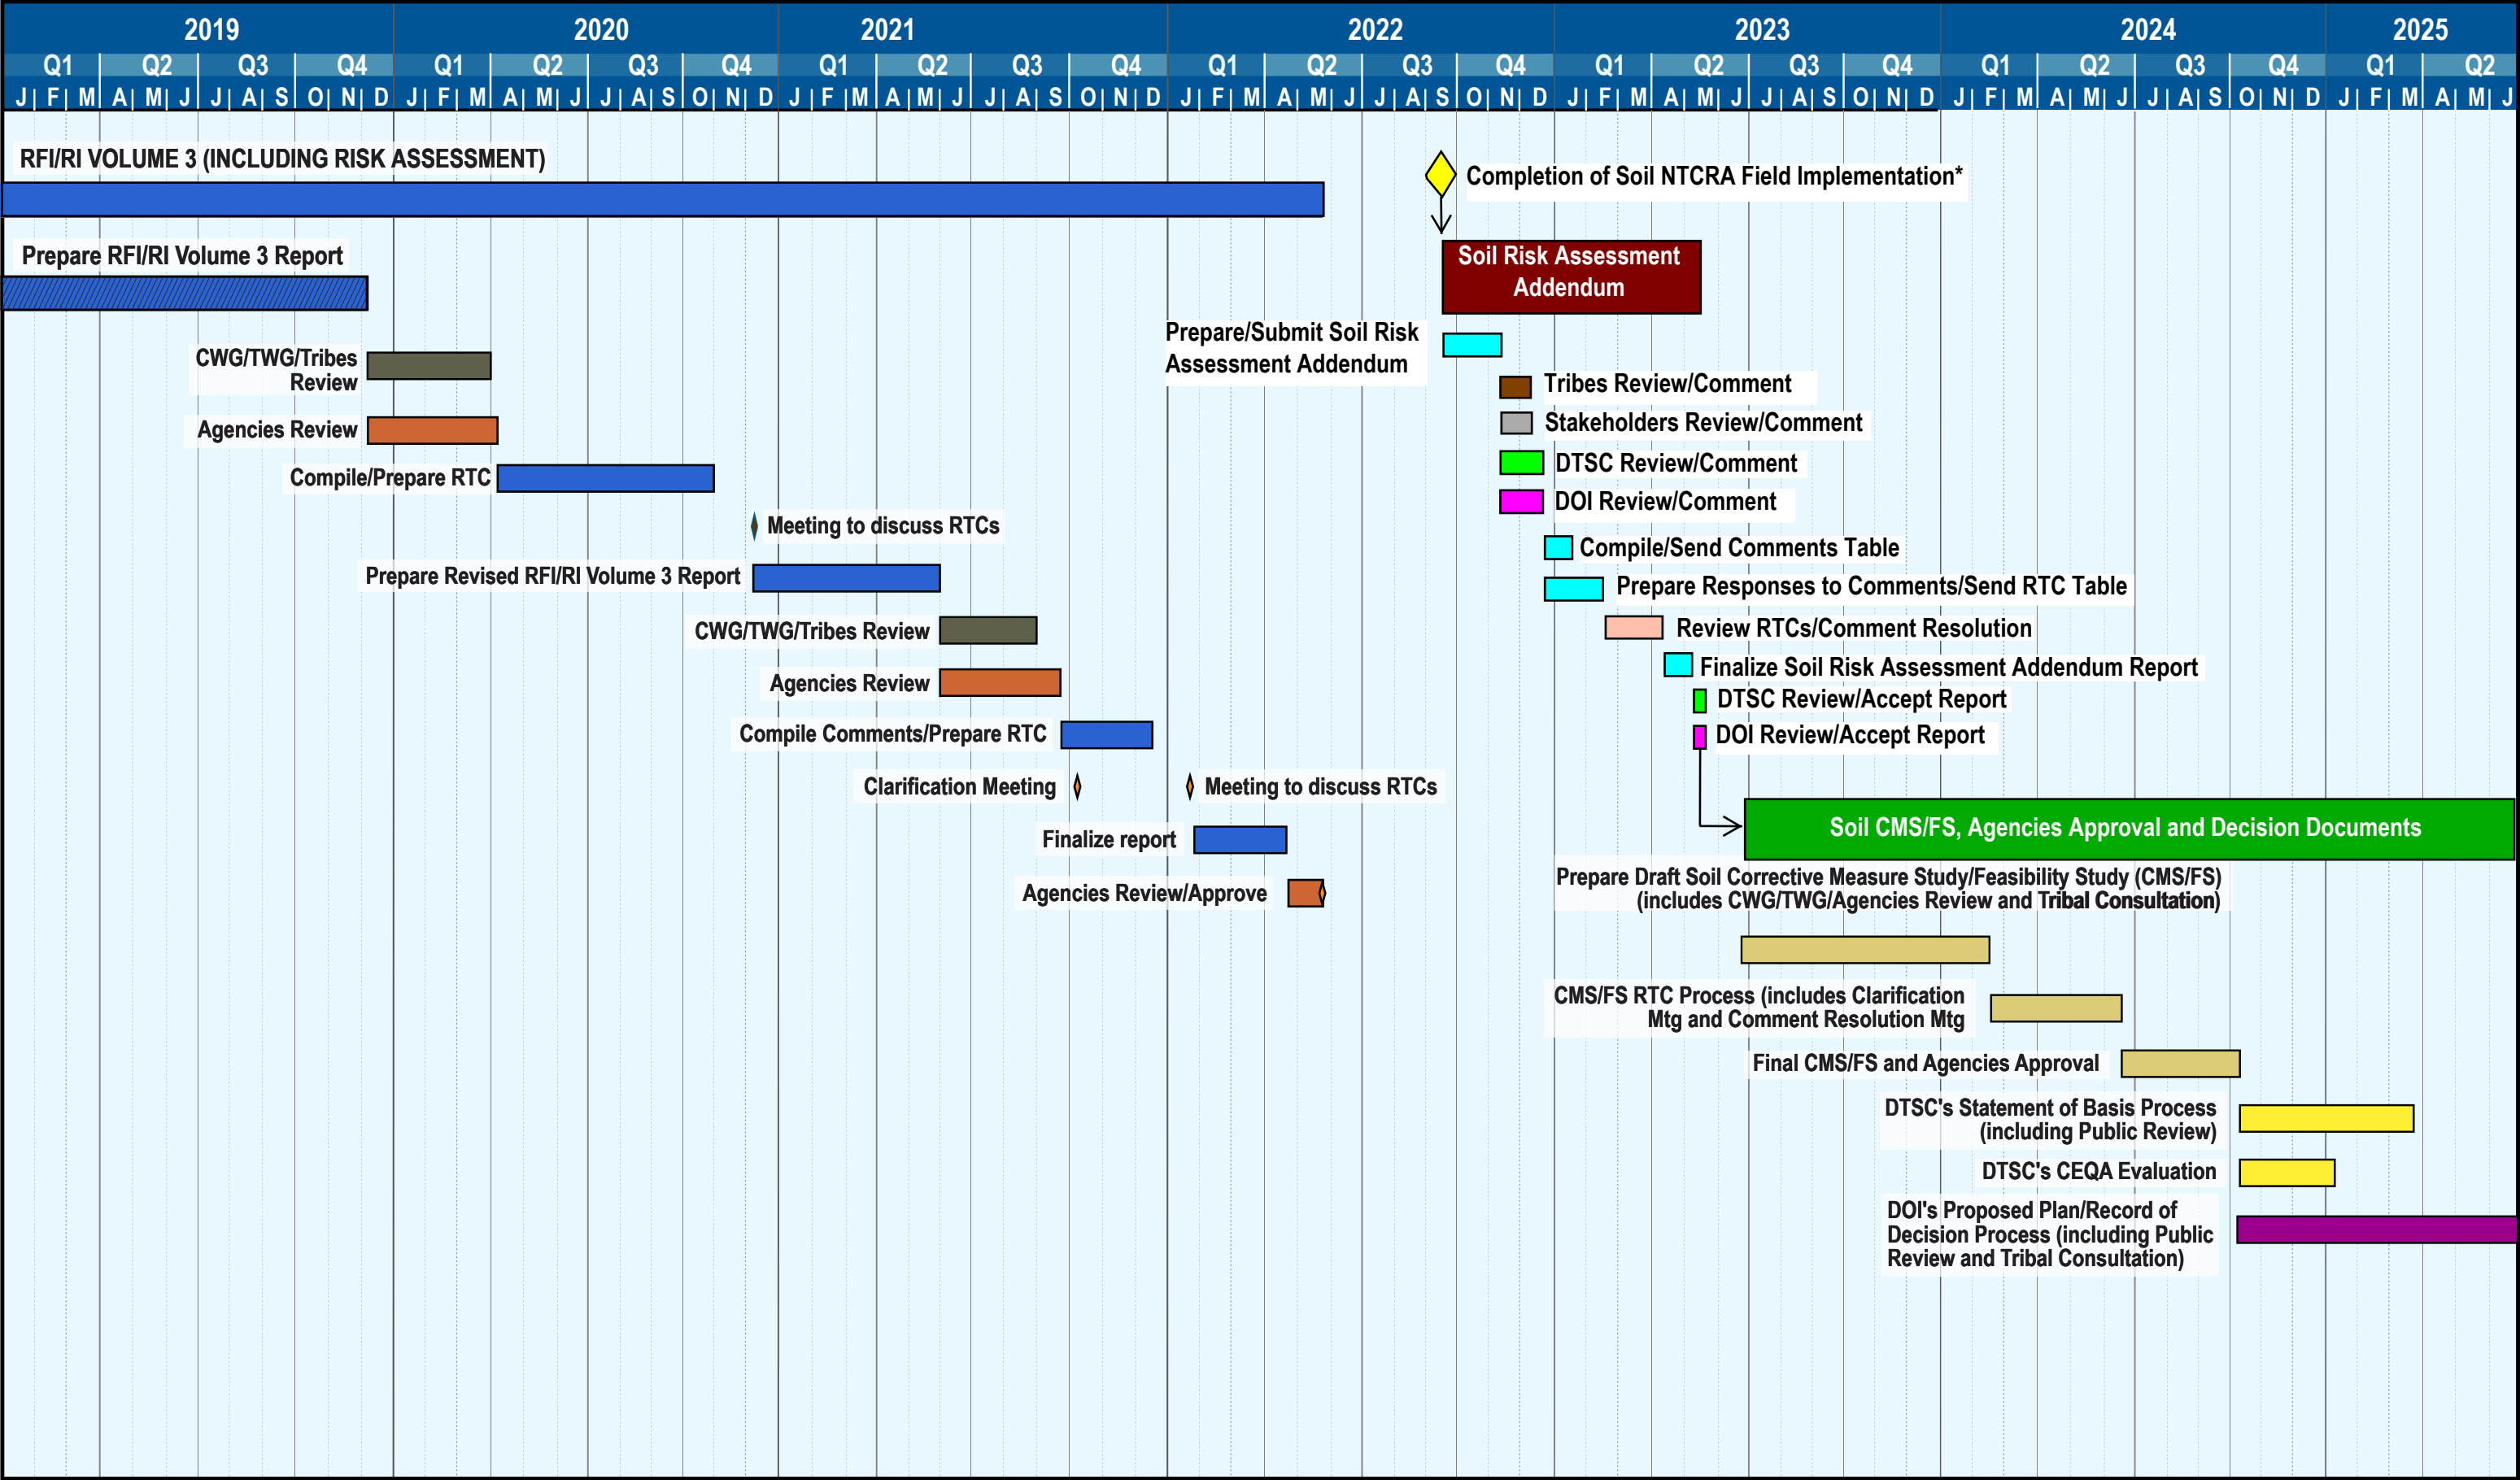 2019 2020 2021 2022 2023 2024 2025
Q1 Q2 Q3 Q4 Q1 Q2 Q3 Q4 Q1 Q2 Q3 Q4 Q1 Q2 Q3 Q4 Q1 Q2 Q3 Q4 Q1 Q2 Q3 Q4 Q1 Q2
J F M A M J J A S O N D J F M A M J J A S O N D J F M A M J J A S O N D J F M A M J J A S O N D J F M A M J J A S O N D J F M A M J J A S O N D J F M A M J
RFI/RI VOLUME 3 (INCLUDING RISK ASSESSMENT)
Completion of Soil NTCRA Field Implementation*
Prepare RFI/RI Volume 3 Report
Soil Risk Assessment
Addendum
Prepare/Submit Soil Risk
Assessment Addendum
CWG/TWG/Tribes
Review
Tribes Review/Comment
Agencies Review
Stakeholders Review/Comment
Compile/Prepare RTC
DTSC Review/Comment
DOI Review/Comment
Meeting to discuss RTCs
Compile/Send Comments Table
Prepare Revised RFI/RI Volume 3 Report
Prepare Responses to Comments/Send RTC Table
CWG/TWG/Tribes Review
Review RTCs/Comment Resolution
Agencies Review
Finalize Soil Risk Assessment Addendum Report
DTSC Review/Accept Report
Compile Comments/Prepare RTC
DOI Review/Accept Report
Clarification Meeting
Meeting to discuss RTCs
Finalize report
Soil CMS/FS, Agencies Approval and Decision Documents
Agencies Review/Approve
Prepare Draft Soil Corrective Measure Study/Feasibility Study (CMS/FS)
(includes CWG/TWG/Agencies Review and Tribal Consultation)
CMS/FS RTC Process (includes Clarification
Mtg and Comment Resolution Mtg
Final CMS/FS and Agencies Approval
DTSC's Statement of Basis Process
(including Public Review)
DTSC's CEQA Evaluation
DOI's Proposed Plan/Record of
Decision Process (including Public
Review and Tribal Consultation)